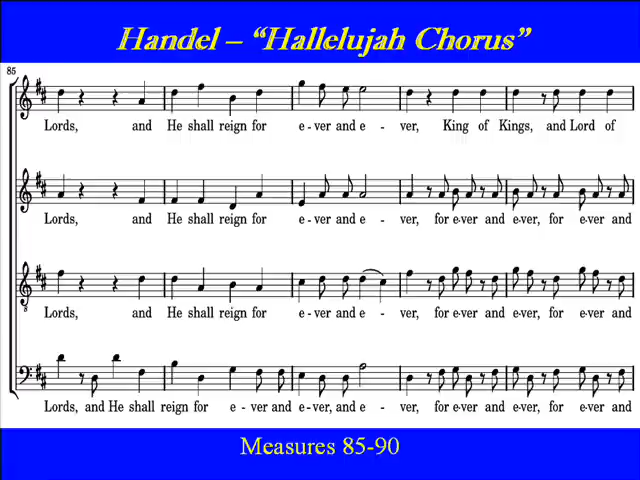 Handel – “Hallelujah Chorus”
85
Lords, and He shall reign for e - ver and e - ver, King of Kings, and Lord of
Lords, and He shall reign for e - ver and e - ver, for e-ver and e-ver, for e-ver and
Lords, and He shall reign for e - ver and e - ver, for e-ver and e-ver, for e-ver and
8
Lords, and He shall reign for e - ver and e - ver, and e - ver, for e-ver and e-ver, for e-ver and
Measures 85-90